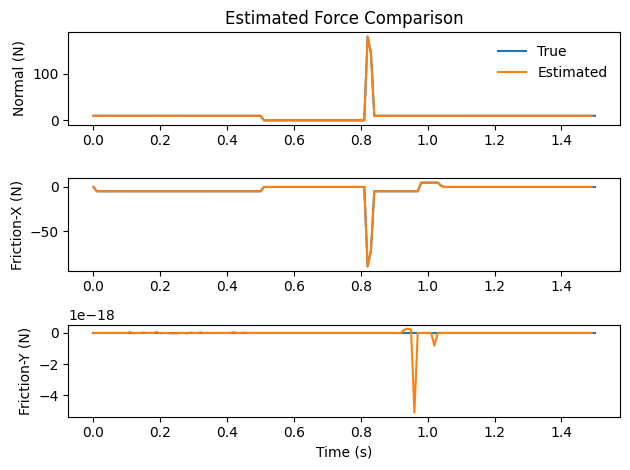 Estimated Force Comparison
Normal (N)
100
0
True
Estimated
0.0 0.2 0.4 0.6 0.8 1.0 1.2 1.4
Friction-X (N)
0
−50
0.0 0.2 0.4 0.6 0.8 1.0 1.2 1.4
1e−18
Friction-Y (N)
0
−2
−4
0.0 0.2 0.4 0.6 0.8 1.0 1.2 1.4
Time (s)